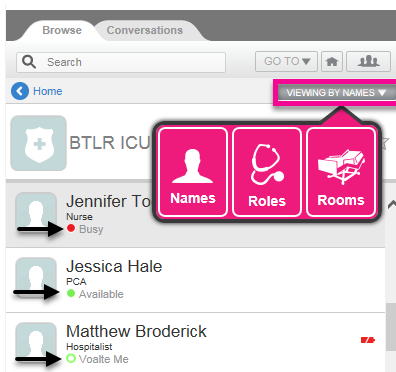 Browse Conversations
Search GO TO
Home VIEWING BY NAMES
BTLR ICU
Names Roles Rooms
Jennifer To
Nurse
Busy
Jessica Hale
PCA
Available
Matthew Broderick
Hospitalist
Voalte Me